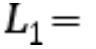 L₁ =